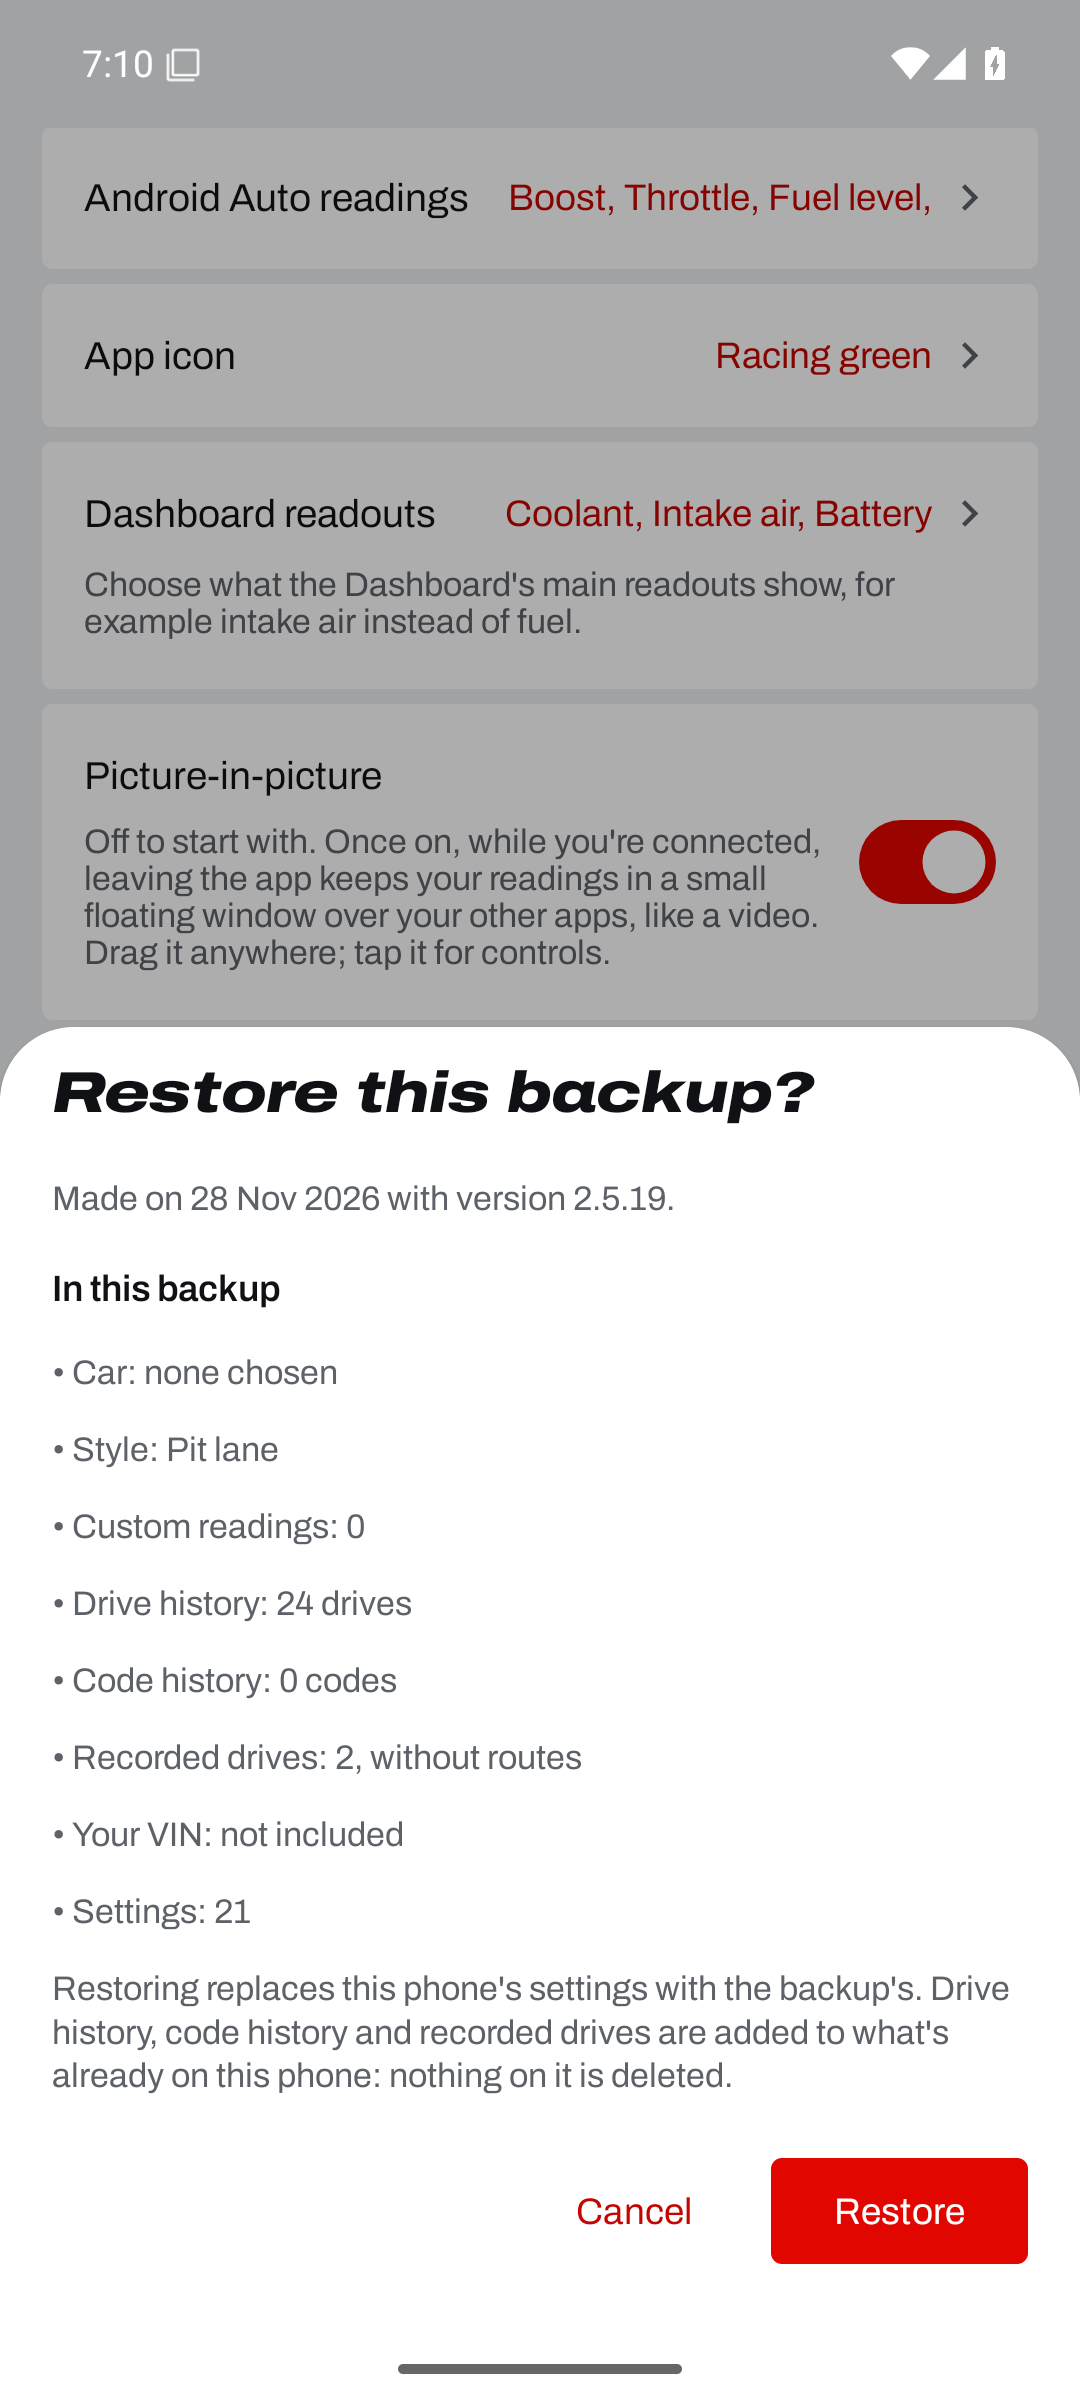 7:10
Android Auto readings Boost, Throttle, Fuel level,
App icon Racing green
Dashboard readouts Coolant, Intake air, Battery
Choose what the Dashboard's main readouts show, for
example intake air instead of fuel.
Picture-in-picture
Off to start with. Once on, while you're connected,
leaving the app keeps your readings in a small
floating window over your other apps, like a video.
Drag it anywhere; tap it for controls.
Restore this backup?
Made on 28 Nov 2026 with version 2.5.19.
In this backup
• Car: none chosen
• Style: Pit lane
• Custom readings: 0
• Drive history: 24 drives
• Code history: 0 codes
• Recorded drives: 2, without routes
• Your VIN: not included
• Settings: 21
Restoring replaces this phone's settings with the backup's. Drive
history, code history and recorded drives are added to what's
already on this phone: nothing on it is deleted.
Cancel Restore